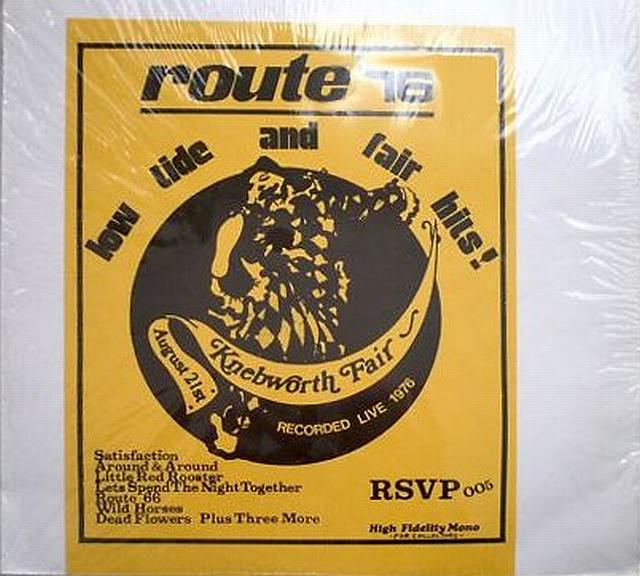 route 76
low tide and fair hits!
August 21st
Knebworth Fair
RECORDED LIVE 1976
Satisfaction
Around & Around
Little Red Rooster
Lets Spend The Night Together
Route 66
Wild Horses
Dead Flowers Plus Three More
RSVP 005
High Fidelity Mono
-FOR COLLECTORS-